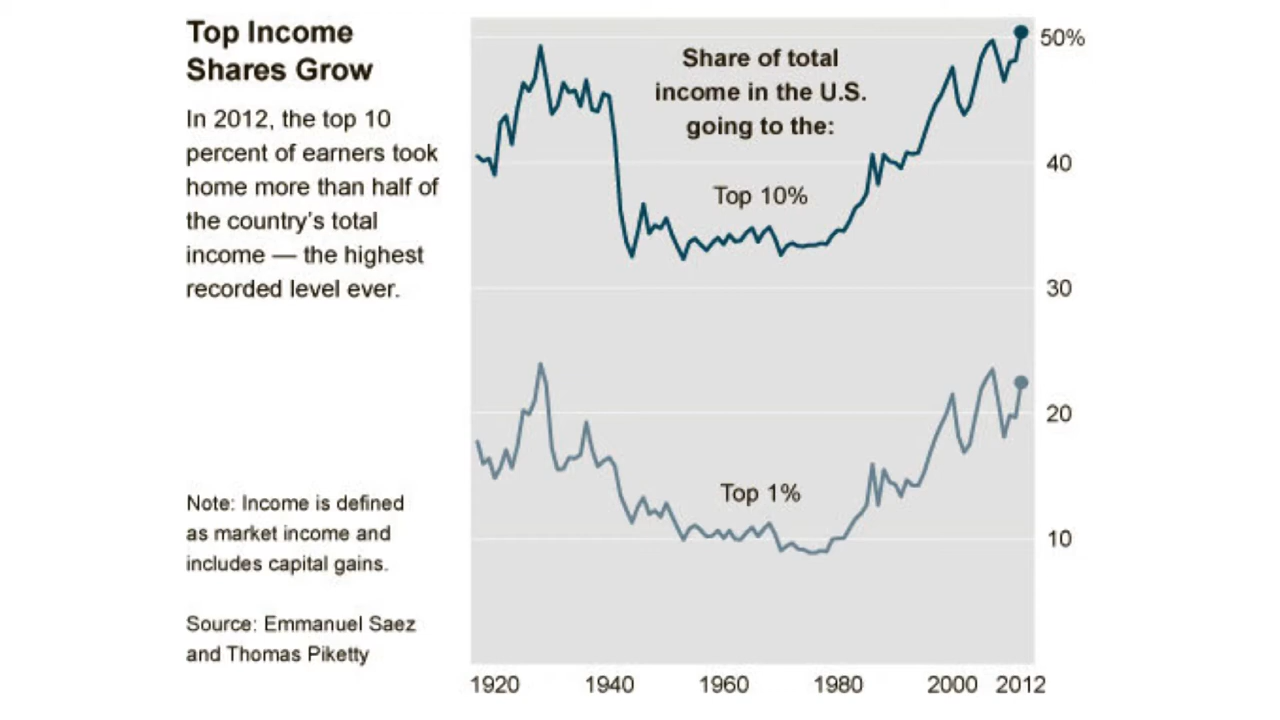 Top Income
Shares Grow
In 2012, the top 10
percent of earners took
home more than half of
the country's total
income — the highest
recorded level ever.
Note: Income is defined
as market income and
includes capital gains.
Source: Emmanuel Saez
and Thomas Piketty
Share of total
income in the U.S.
going to the:
Top 10%
Top 1%
50%
40
30
20
10
1920 1940 1960 1980 2000 2012